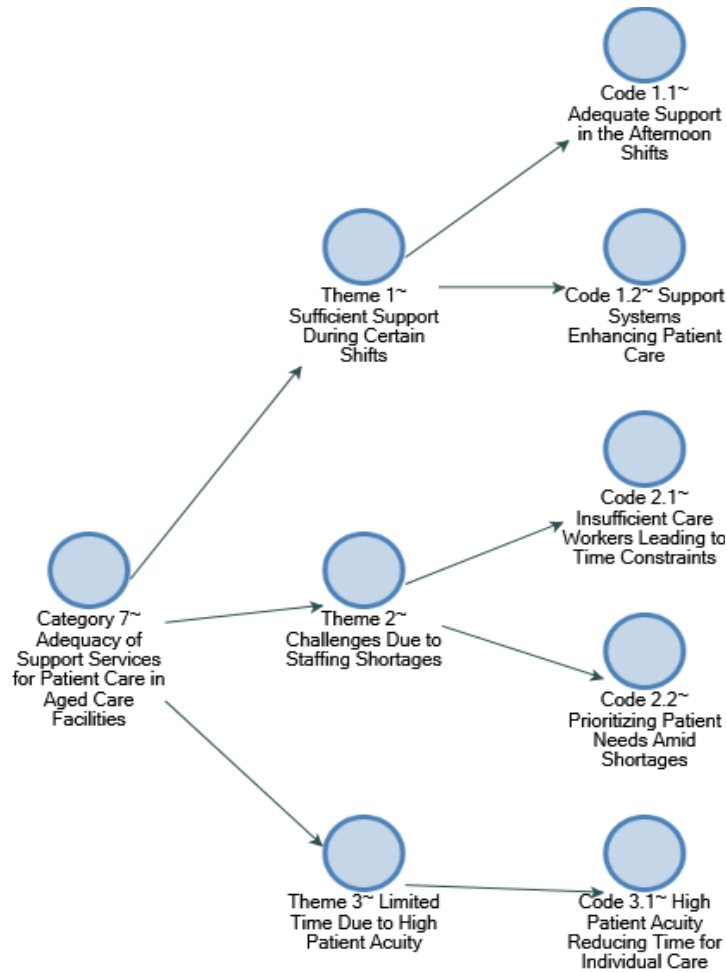 Code 1.1~
Adequate Support
in the Afternoon
Shifts
Theme 1~
Sufficient Support
During Certain
Shifts
Code 1.2~ Support
Systems
Enhancing Patient
Care
Code 2.1~
Insufficient Care
Workers Leading to
Time Constraints
Category 7~
Adequacy of
Support Services
for Patient Care in
Aged Care
Facilities
Theme 2~
Challenges Due to
Staffing Shortages
Code 2.2~
Prioritizing Patient
Needs Amid
Shortages
Theme 3~ Limited
Time Due to High
Patient Acuity
Code 3.1~ High
Patient Acuity
Reducing Time for
Individual Care